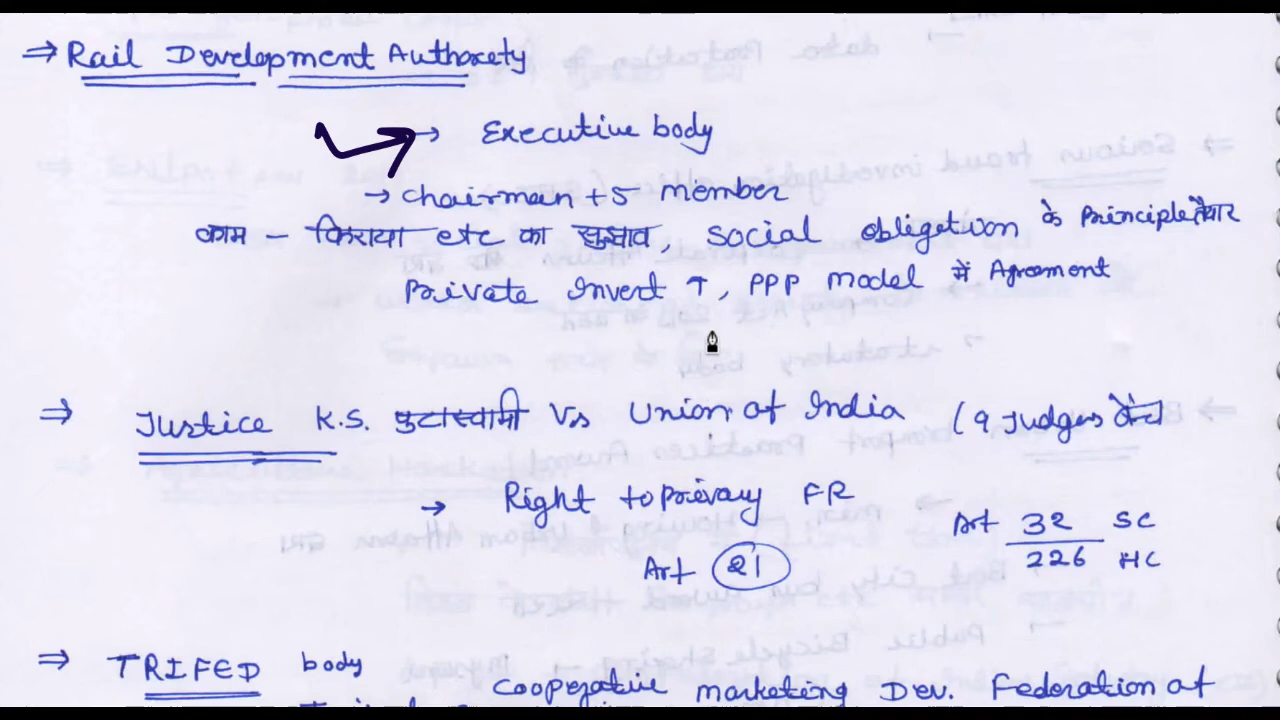 ⇒ Rail Development Authorety
→ Executive body
→ chairman + 5 member
काम - किराया etc का सुझाव, Social obligation के Principle तैयार
Private Invert ↑, PPP model में Agreement
⇒ Justice K.S. पुटास्वामी Vs Union of India ( 9 Judges बेंच
→ Right to privacy FR
Art 32 SC
226 HC
Art 21
⇒ TRIFED body
Cooperative marketing Dev. Federation of